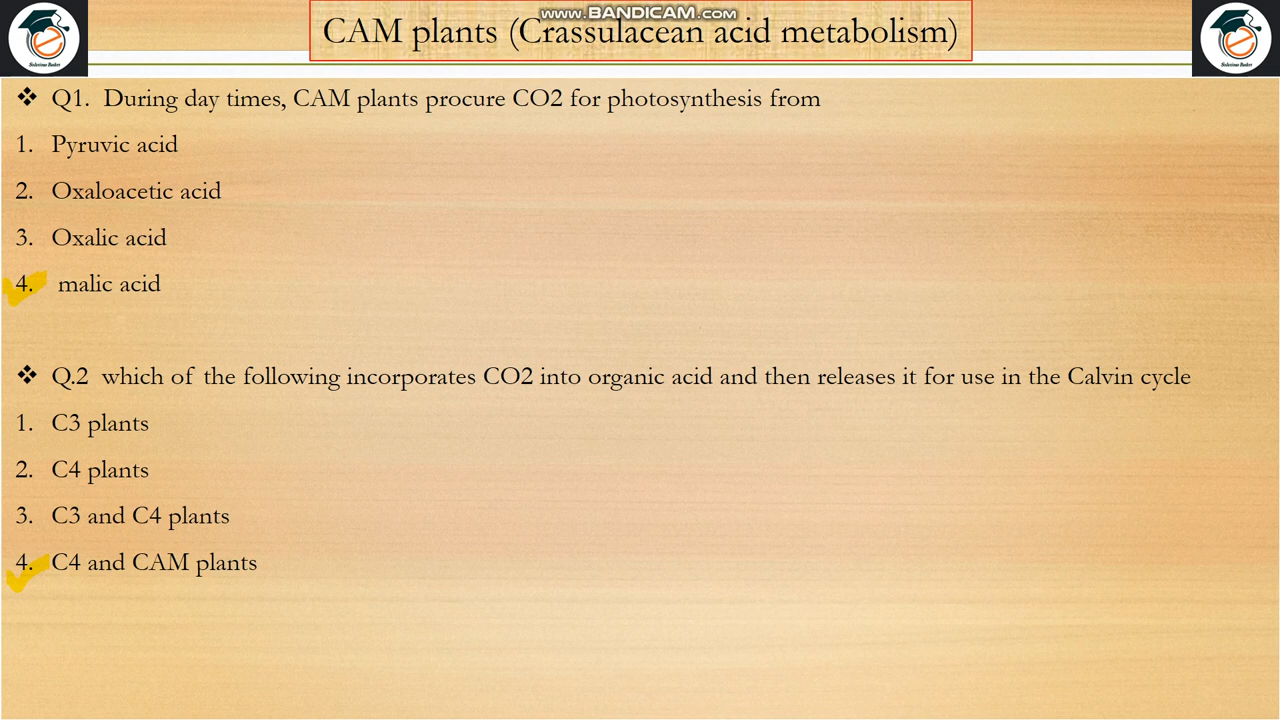 www.BANDICAM.com
CAM plants (Crassulacean acid metabolism)
❖ Q1. During day times, CAM plants procure CO2 for photosynthesis from
1. Pyruvic acid
2. Oxaloacetic acid
3. Oxalic acid
4. malic acid
❖ Q.2 which of the following incorporates CO2 into organic acid and then releases it for use in the Calvin cycle
1. C3 plants
2. C4 plants
3. C3 and C4 plants
4. C4 and CAM plants